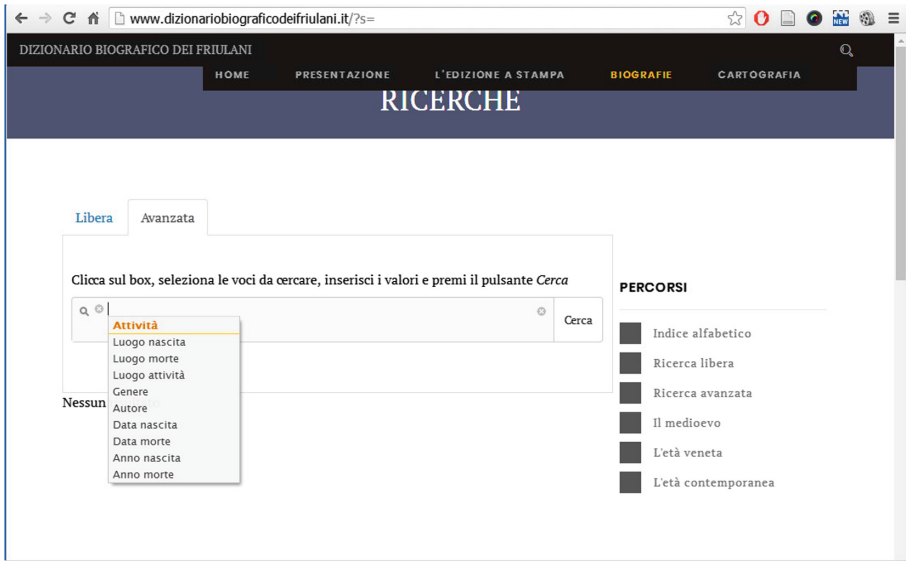 www.dizionariobiograficodeifriulani.it/?s=
NEW
DIZIONARIO BIOGRAFICO DEI FRIULANI
HOME PRESENTAZIONE L'EDIZIONE A STAMPA BIOGRAFIE CARTOGRAFIA
RICERCHE
Libera Avanzata
Clicca sul box, seleziona le voci da cercare, inserisci i valori e premi il pulsante Cerca
Cerca
Attività
Luogo nascita
Luogo morte
Luogo attività
Genere
Autore
Data nascita
Data morte
Anno nascita
Anno morte
Nessun
PERCORSI
Indice alfabetico
Ricerca libera
Ricerca avanzata
Il medioevo
L'età veneta
L'età contemporanea